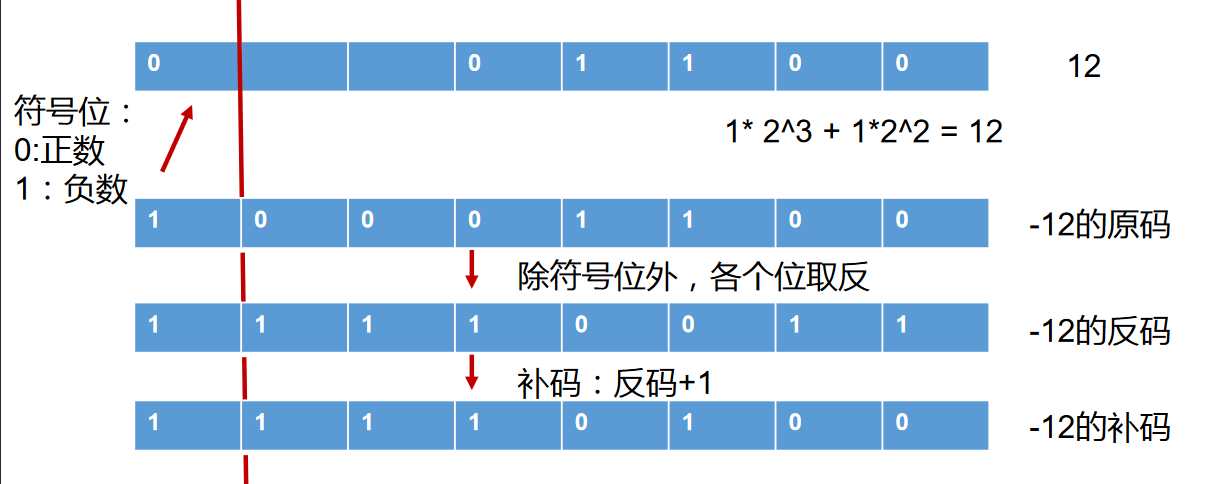 0 0 1 1 0 0 12
符号位：
0:正数
1：负数
1* 2^3 + 1*2^2 = 12
1 0 0 0 1 1 0 0 -12的原码
除符号位外，各个位取反
1 1 1 1 0 0 1 1 -12的反码
补码：反码+1
1 1 1 1 0 1 0 0 -12的补码